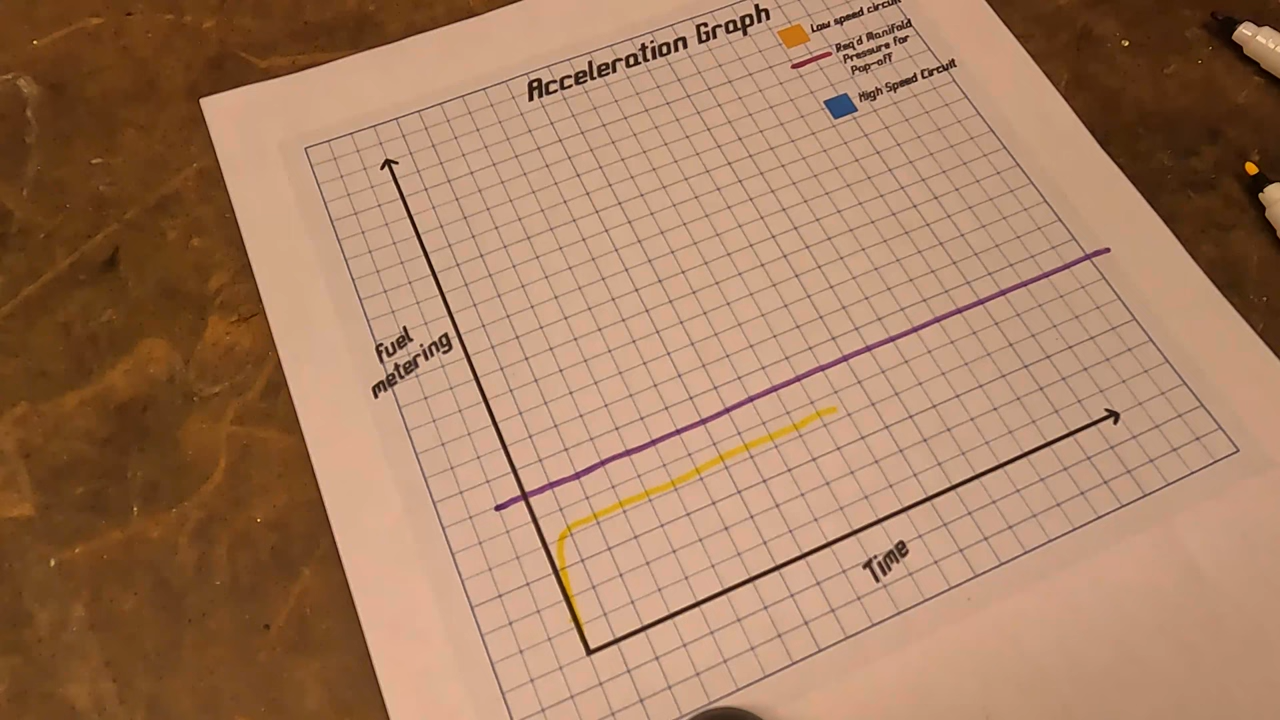 Acceleration Graph
Low speed circuit
Req'd Manifold
Pressure for
Pop-off
High Speed Circuit
fuel
metering
Time